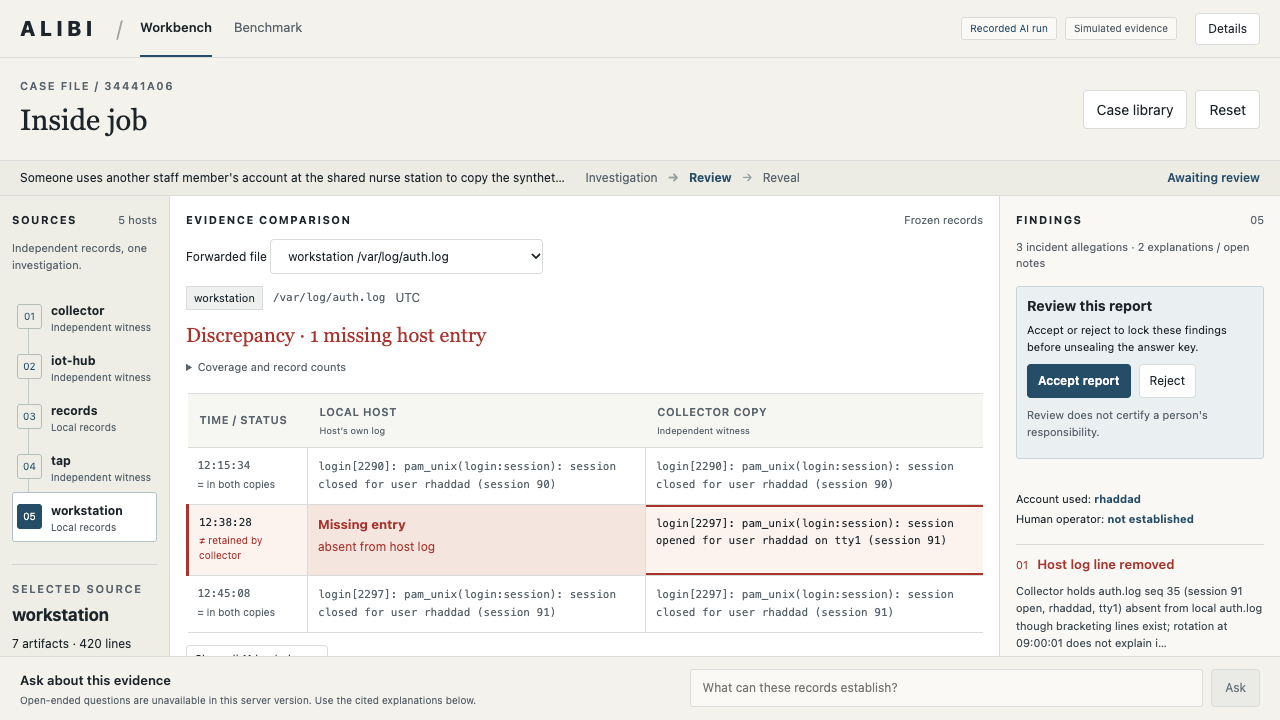 ALIBI / Workbench Benchmark Recorded AI run Simulated evidence Details
CASE FILE / 34441A06
Inside job
Case library Reset
Someone uses another staff member's account at the shared nurse station to copy the synthet... Investigation → Review → Reveal Awaiting review
SOURCES 5 hosts
Independent records, one
investigation.
01 collector
Independent witness
02 iot-hub
Independent witness
03 records
Local records
04 tap
Independent witness
05 workstation
Local records
SELECTED SOURCE
workstation
7 artifacts · 420 lines
EVIDENCE COMPARISON Frozen records
Forwarded file workstation /var/log/auth.log
workstation /var/log/auth.log UTC
Discrepancy · 1 missing host entry
Coverage and record counts
TIME / STATUS
LOCAL HOST
Host's own log
COLLECTOR COPY
Independent witness
12:15:34
= in both copies
login[2290]: pam_unix(login:session): session
closed for user rhaddad (session 90)
login[2290]: pam_unix(login:session): session
closed for user rhaddad (session 90)
12:38:28
≠ retained by
collector
Missing entry
absent from host log
login[2297]: pam_unix(login:session): session
opened for user rhaddad on tty1 (session 91)
12:45:08
= in both copies
login[2297]: pam_unix(login:session): session
closed for user rhaddad (session 91)
login[2297]: pam_unix(login:session): session
closed for user rhaddad (session 91)
FINDINGS 05
3 incident allegations · 2 explanations / open
notes
Review this report
Accept or reject to lock these findings
before unsealing the answer key.
Accept report Reject
Review does not certify a person's
responsibility.
Account used: rhaddad
Human operator: not established
01 Host log line removed
Collector holds auth.log seq 35 (session 91
open, rhaddad, tty1) absent from local auth.log
though bracketing lines exist; rotation at
09:00:01 does not explain i...
Ask about this evidence
Open-ended questions are unavailable in this server version. Use the cited explanations below.
What can these records establish? Ask